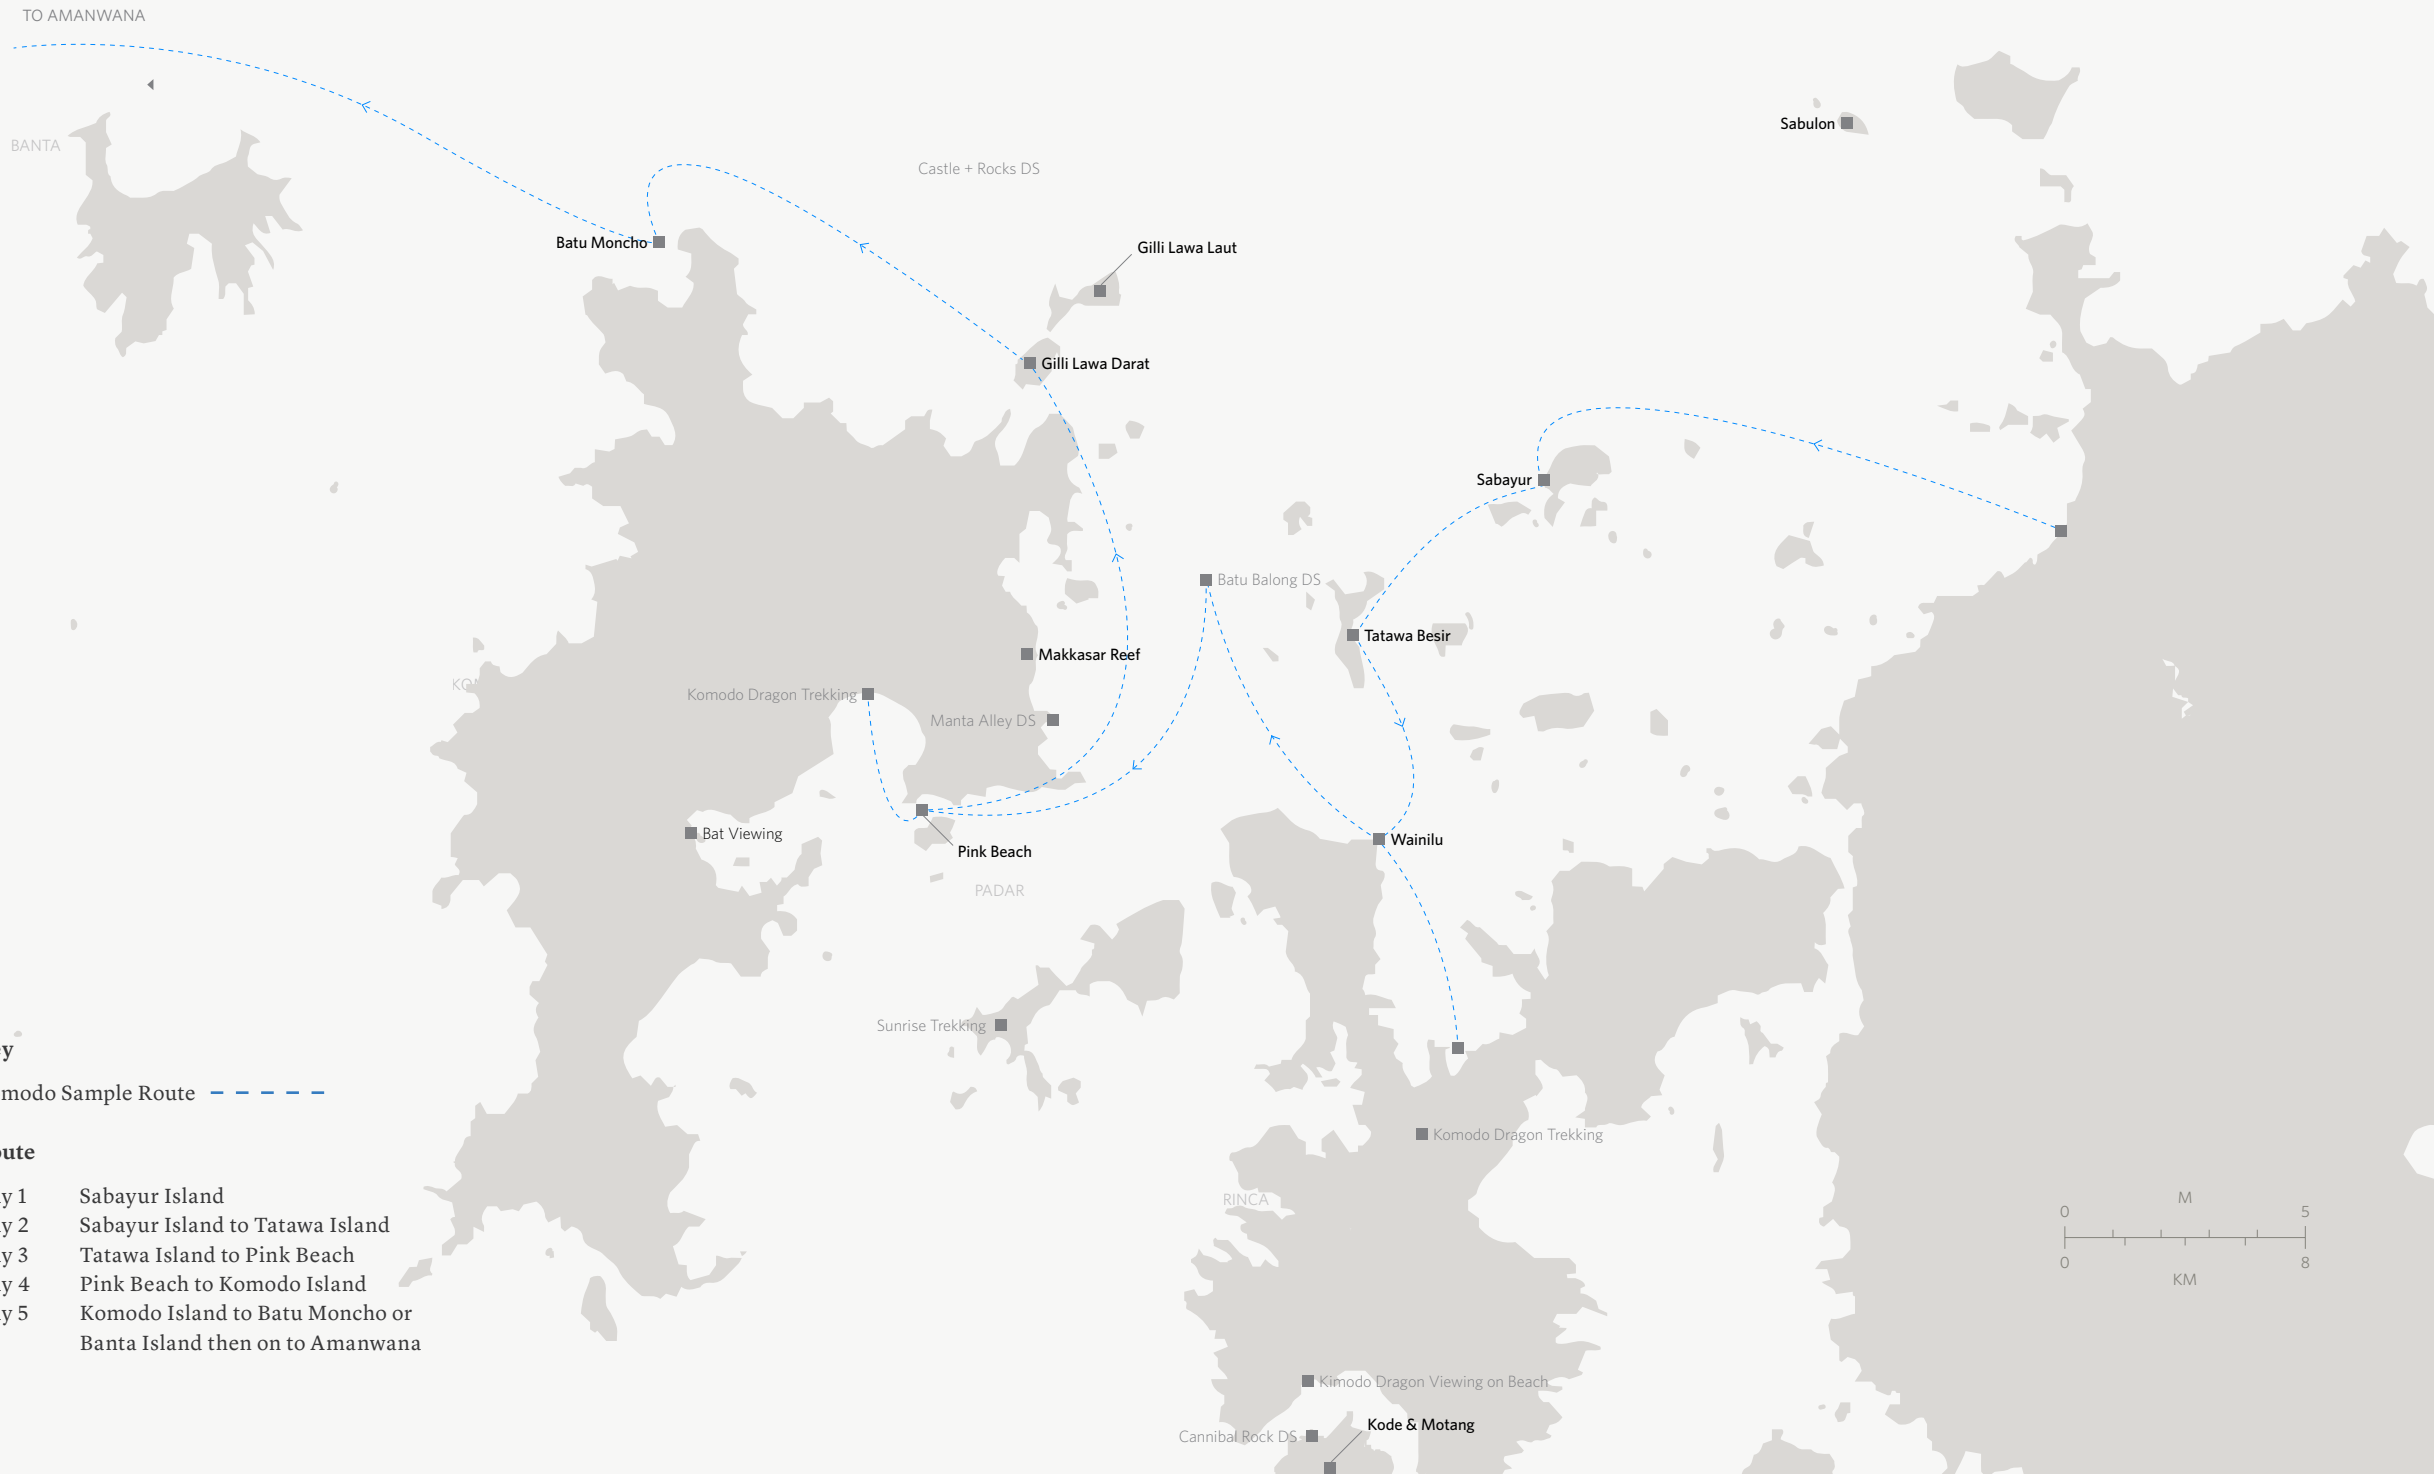 TO AMANWANA
Sabulon
BANTA
Castle + Rocks DS
Batu Moncho
Gilli Lawa Laut
Gilli Lawa Darat
Sabayur
Batu Balong DS
Tatawa Besir
Makkasar Reef
KO
Komodo Dragon Trekking
Manta Alley DS
Bat Viewing
Wainilu
Pink Beach
PADAR
Sunrise Trekking
Komodo Dragon Trekking
RINCA
Kimodo Dragon Viewing on Beach
Kode & Motang
Cannibal Rock DS
y
modo Sample Route
ute
y 1 Sabayur Island
y 2 Sabayur Island to Tatawa Island
y 3 Tatawa Island to Pink Beach
y 4 Pink Beach to Komodo Island
y 5 Komodo Island to Batu Moncho or
Banta Island then on to Amanwana
M
0 5
0 8
KM